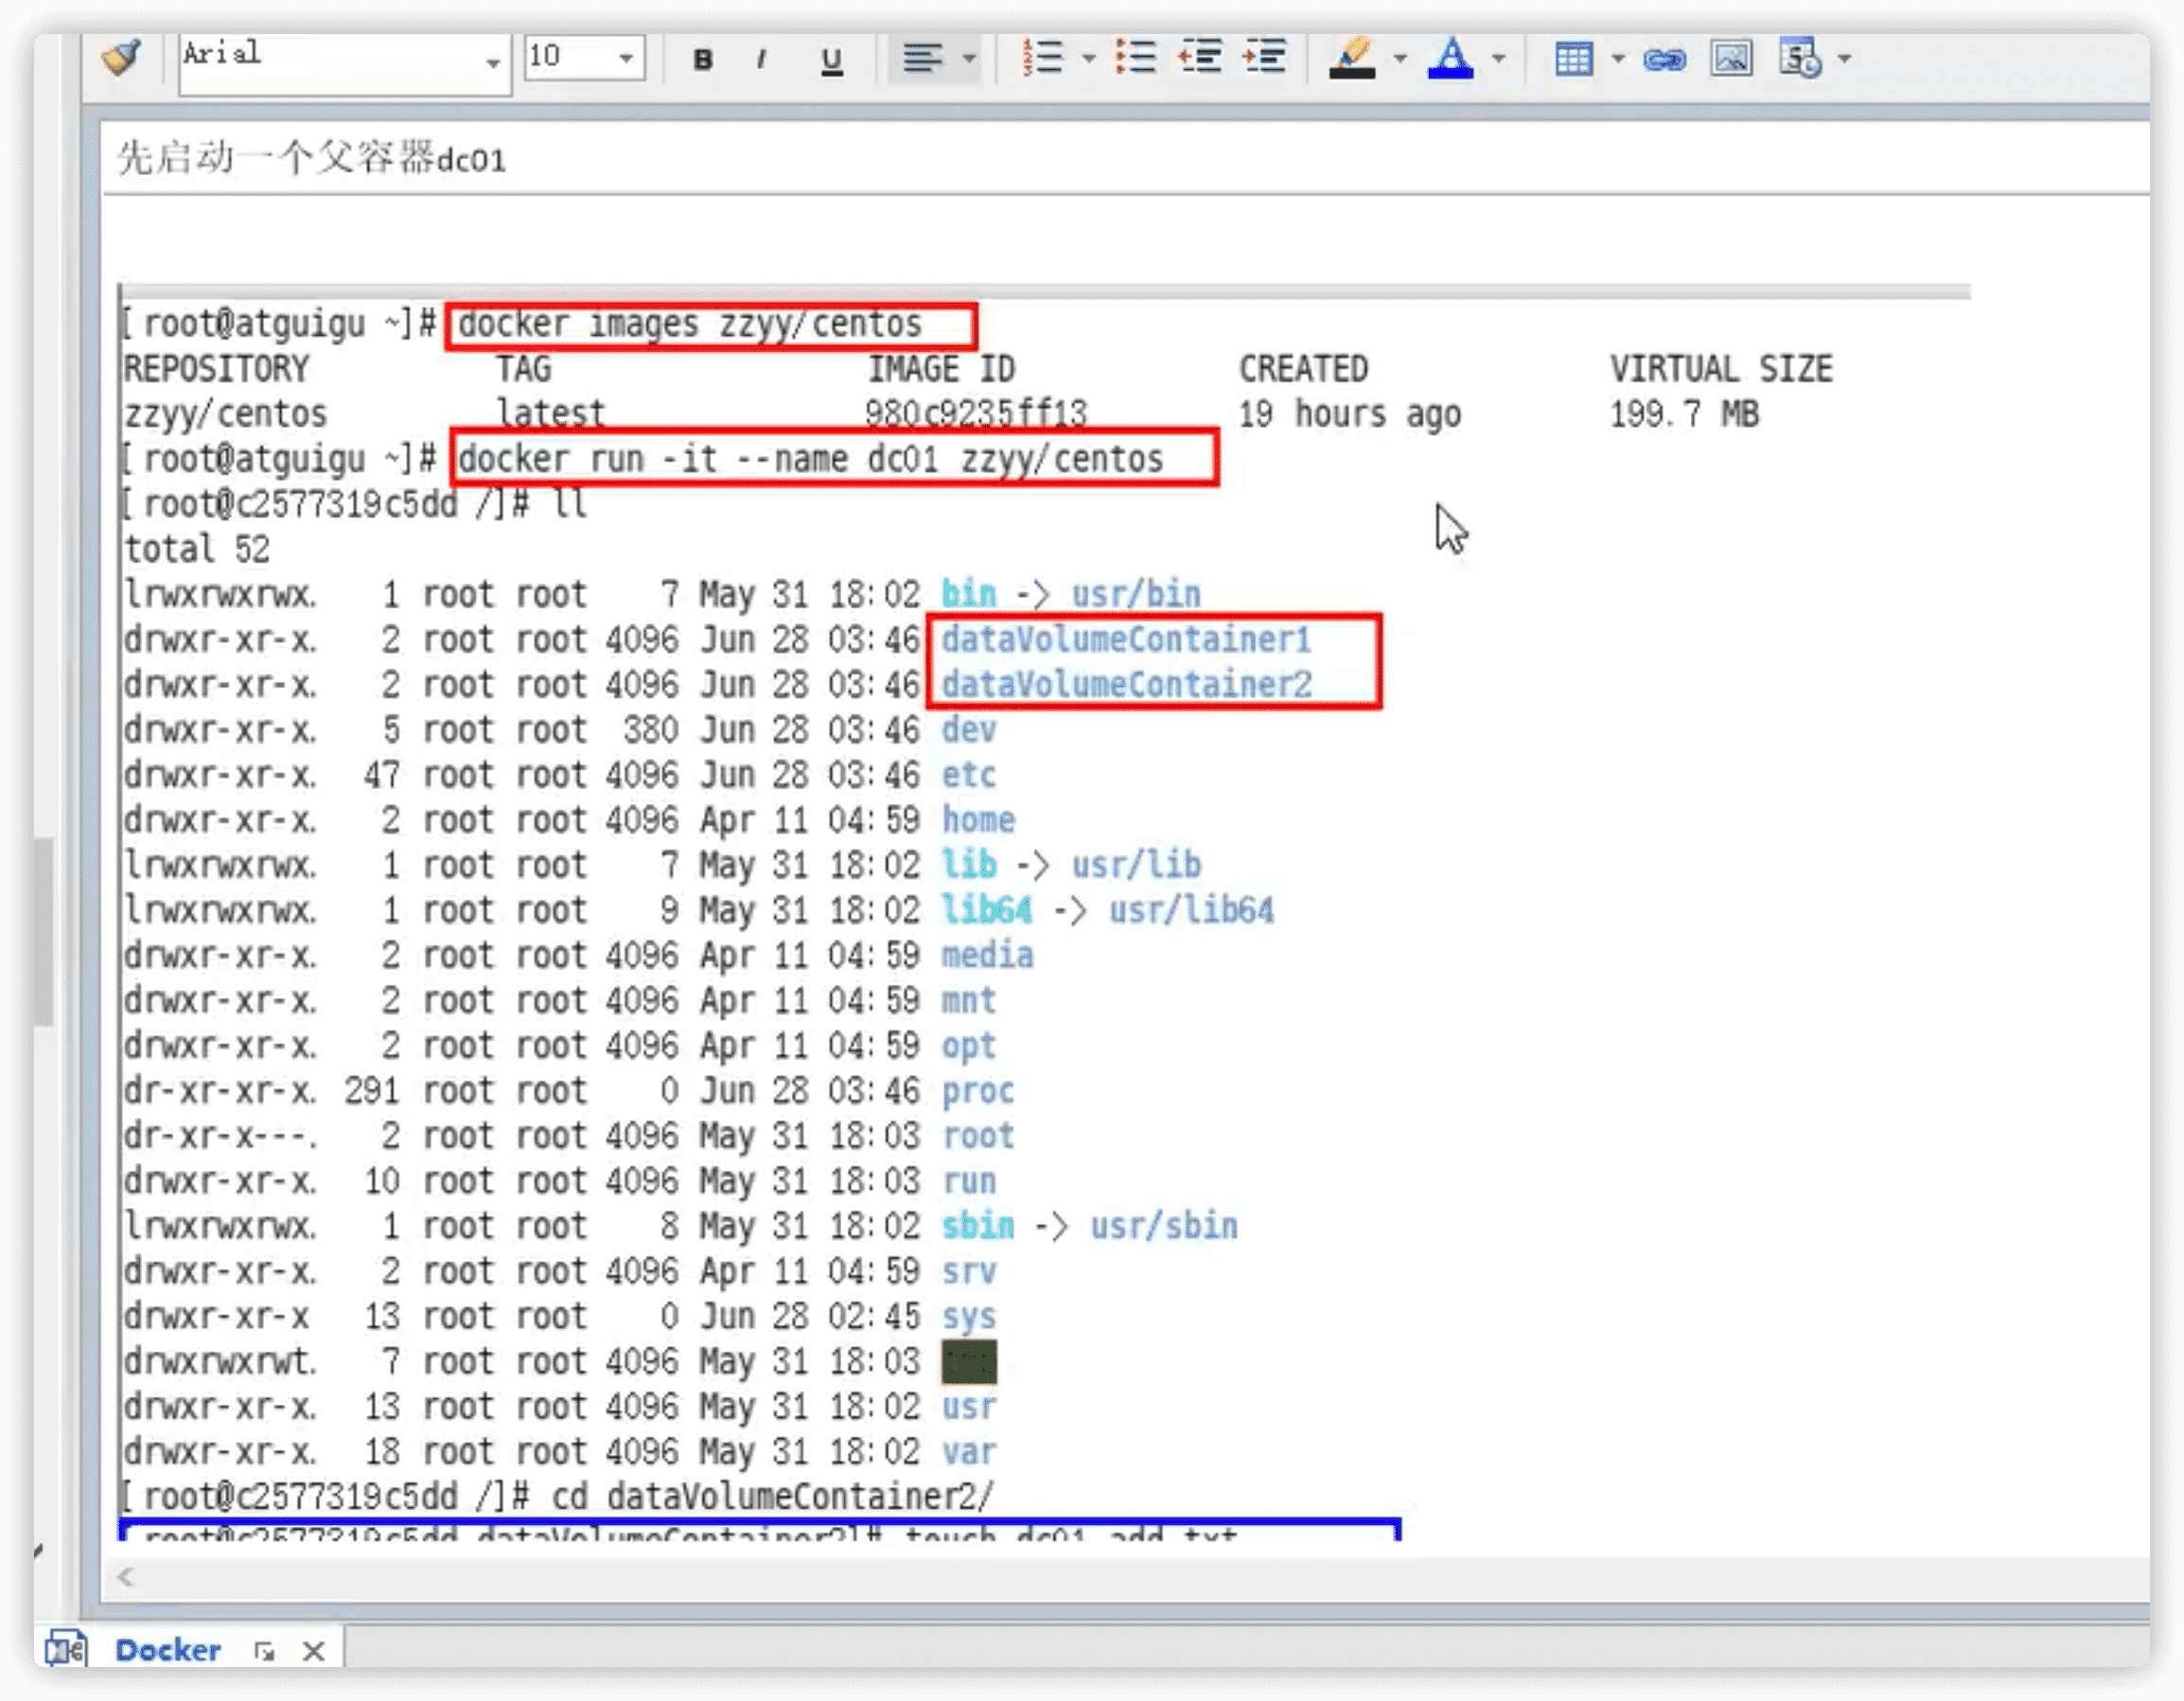 Arial 10 B I U A 5
先启动一个父容器dc01
[root@atguigu ~]# docker images zzyy/centos
REPOSITORY TAG IMAGE ID CREATED VIRTUAL SIZE
zzyy/centos latest 980c9235ff13 19 hours ago 199.7 MB
[root@atguigu ~]# docker run -it --name dc01 zzyy/centos
[root@c2577319c5dd /]# ll
total 52
lrwxrwxrwx. 1 root root 7 May 31 18:02 bin -> usr/bin
drwxr-xr-x. 2 root root 4096 Jun 28 03:46 dataVolumeContainer1
drwxr-xr-x. 2 root root 4096 Jun 28 03:46 dataVolumeContainer2
drwxr-xr-x. 5 root root 380 Jun 28 03:46 dev
drwxr-xr-x. 47 root root 4096 Jun 28 03:46 etc
drwxr-xr-x. 2 root root 4096 Apr 11 04:59 home
lrwxrwxrwx. 1 root root 7 May 31 18:02 lib -> usr/lib
lrwxrwxrwx. 1 root root 9 May 31 18:02 lib64 -> usr/lib64
drwxr-xr-x. 2 root root 4096 Apr 11 04:59 media
drwxr-xr-x. 2 root root 4096 Apr 11 04:59 mnt
drwxr-xr-x. 2 root root 4096 Apr 11 04:59 opt
dr-xr-xr-x. 291 root root 0 Jun 28 03:46 proc
dr-xr-x---. 2 root root 4096 May 31 18:03 root
drwxr-xr-x. 10 root root 4096 May 31 18:03 run
lrwxrwxrwx. 1 root root 8 May 31 18:02 sbin -> usr/sbin
drwxr-xr-x. 2 root root 4096 Apr 11 04:59 srv
drwxr-xr-x 13 root root 0 Jun 28 02:45 sys
drwxrwxrwt. 7 root root 4096 May 31 18:03
drwxr-xr-x. 13 root root 4096 May 31 18:02 usr
drwxr-xr-x. 18 root root 4096 May 31 18:02 var
[root@c2577319c5dd /]# cd dataVolumeContainer2/
[root@c2577319c5dd dataVolumeContainer2]# touch dc01_add.txt
Docker